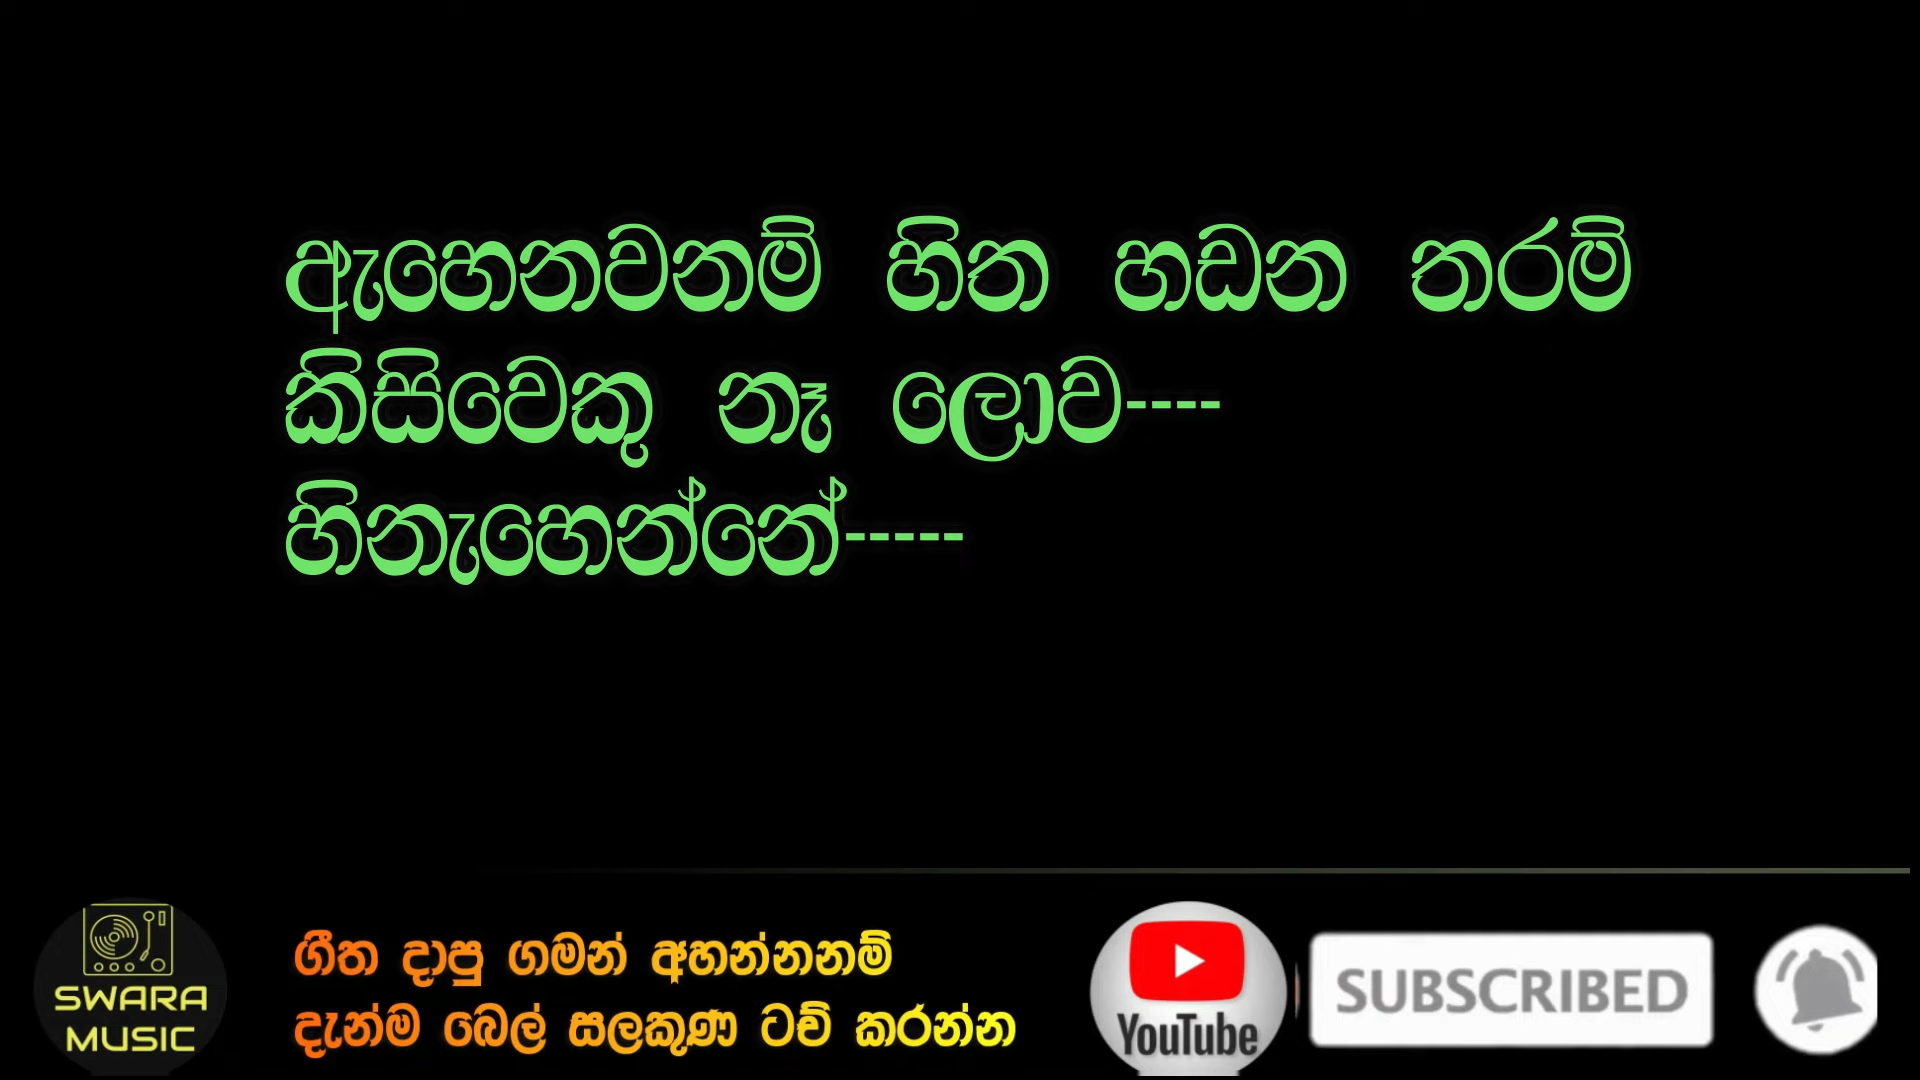 ඇහෙනවනම් හිත හඩන තරම්
කිසිවෙකු නෑ ලොව----
හිනැහෙන්නේ-----
SWARA
MUSIC
ගීත දාපු ගමන් අහන්නනම්
දැන්ම බෙල් සලකුණ ටච් කරන්න
YouTube
SUBSCRIBED